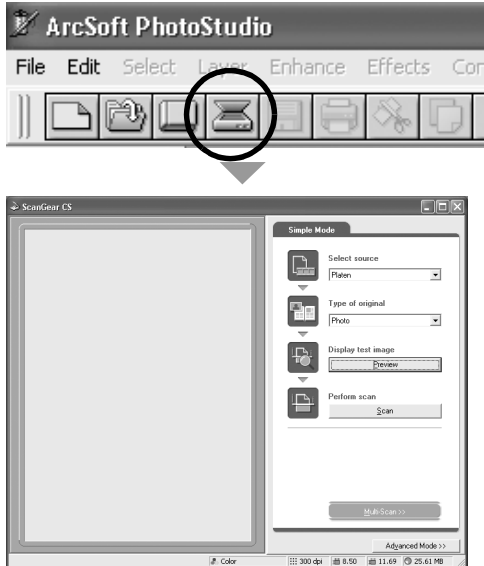 ArcSoft PhotoStudio
File Edit Select Layer Enhance Effects Cor
ScanGear CS
Simple Mode
Select source
Platen
Type of original
Photo
Display test image
Preview
Perform scan
Scan
Multi-Scan >>
Advanced Mode >>
Color 300 dpi 8.50 11.69 25.61 MB